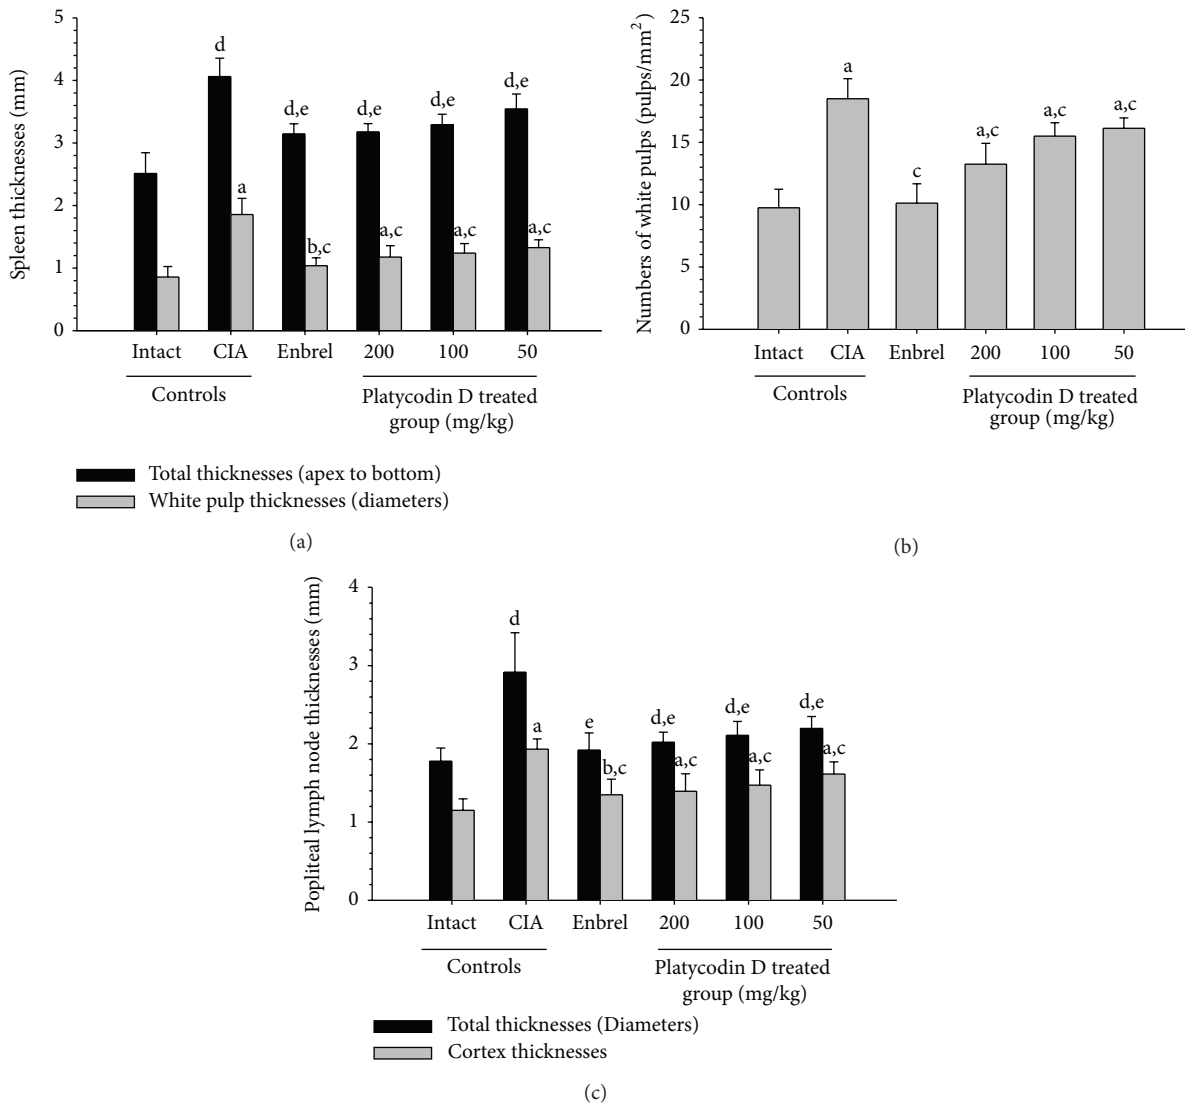 5
4
3
2
1
0
Spleen thicknesses (mm)
d
a
d,e
b,c
d,e
a,c
d,e
a,c
d,e
a,c
Intact CIA Enbrel 200 100 50
Controls
Platycodin D treated
group (mg/kg)
Total thicknesses (apex to bottom)
White pulp thicknesses (diameters)
(a)
25
20
15
10
5
0
Numbers of white pulps (pulps/mm²)
a
c
a,c
a,c
a,c
Intact CIA Enbrel 200 100 50
Controls
Platycodin D treated
group (mg/kg)
(b)
4
3
2
1
0
Popliteal lymph node thicknesses (mm)
d
a
e
b,c
d,e
a,c
d,e
a,c
d,e
a,c
Intact CIA Enbrel 200 100 50
Controls
Platycodin D treated
group (mg/kg)
Total thicknesses (Diameters)
Cortex thicknesses
(c)